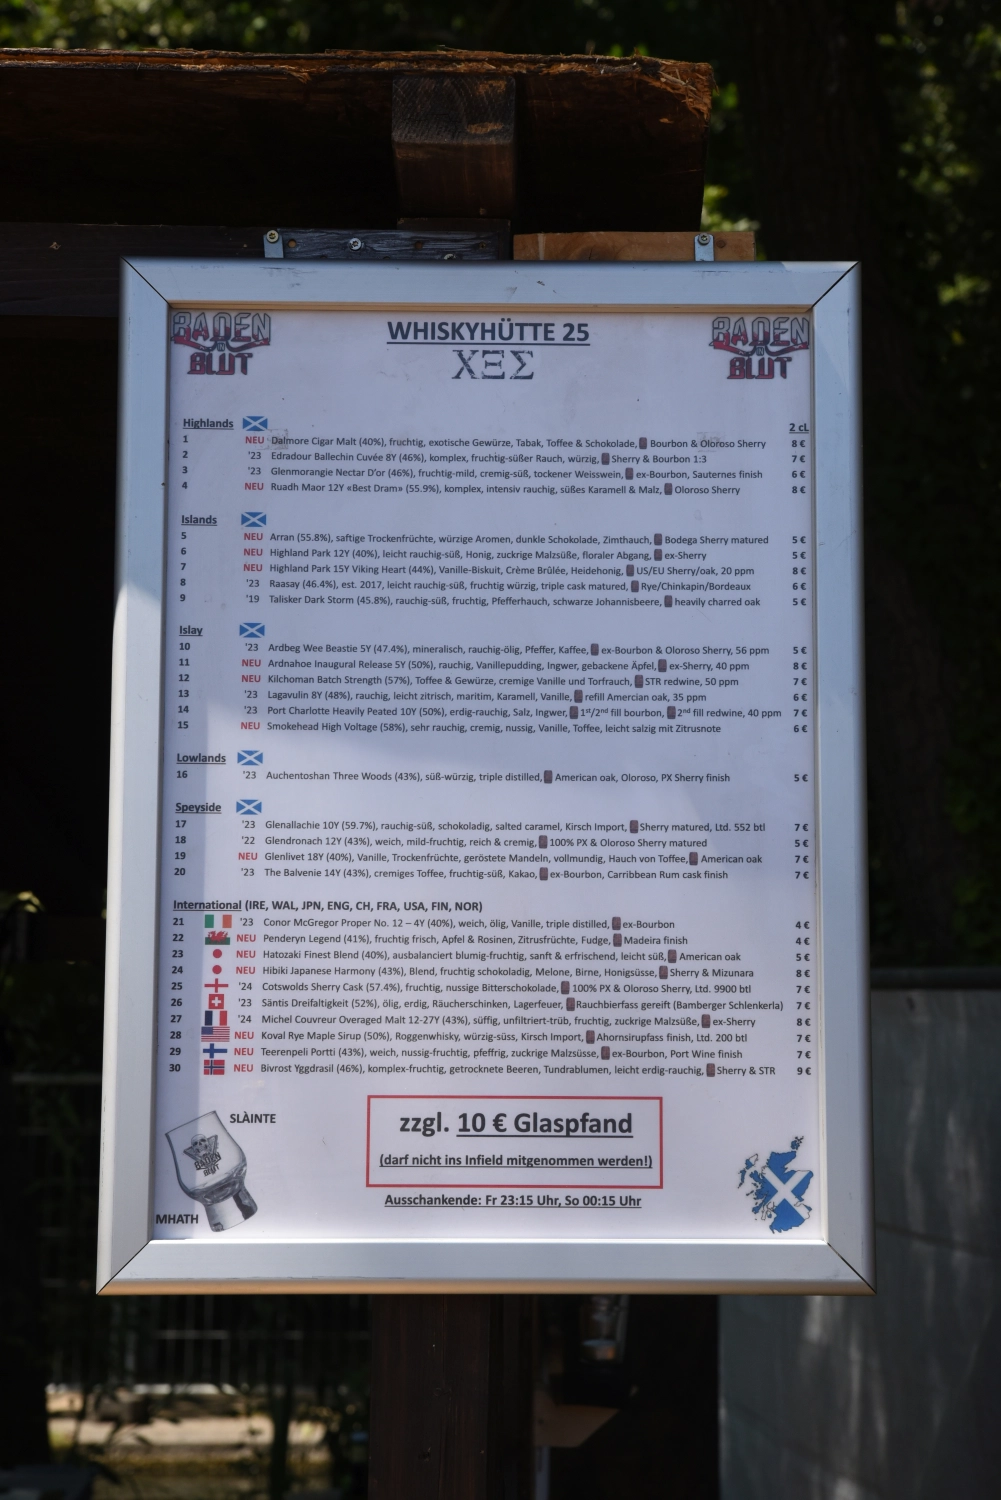 BADEN IN BLUT
WHISKYHÜTTE 25
BADEN IN BLUT
ΧΞΣ
Highlands
2 cL
1 NEU Dalmore Cigar Malt (40%), fruchtig, exotische Gewürze, Tabak, Toffee & Schokolade, Bourbon & Oloroso Sherry 8 €
2 '23 Edradour Ballechin Cuvée 8Y (46%), komplex, fruchtig-süßer Rauch, würzig, Sherry & Bourbon 1:3 7 €
3 '23 Glenmorangie Nectar D'or (46%), fruchtig-mild, cremig-süß, tockener Weisswein, ex-Bourbon, Sauternes finish 6 €
4 NEU Ruadh Maor 12Y «Best Dram» (55.9%), komplex, intensiv rauchig, süßes Karamell & Malz, Oloroso Sherry 8 €
Islands
5 NEU Arran (55.8%), saftige Trockenfrüchte, würzige Aromen, dunkle Schokolade, Zimthauch, Bodega Sherry matured 5 €
6 NEU Highland Park 12Y (40%), leicht rauchig-süß, Honig, zuckrige Malzsüße, floraler Abgang, ex-Sherry 5 €
7 NEU Highland Park 15Y Viking Heart (44%), Vanille-Biskuit, Crème Brûlée, Heidehonig, US/EU Sherry/oak, 20 ppm 8 €
8 '23 Raasay (46.4%), est. 2017, leicht rauchig-süß, fruchtig würzig, triple cask matured, Rye/Chinkapin/Bordeaux 6 €
9 '19 Talisker Dark Storm (45.8%), rauchig-süß, fruchtig, Pfefferhauch, schwarze Johannisbeere, heavily charred oak 5 €
Islay
10 '23 Ardbeg Wee Beastie 5Y (47.4%), mineralisch, rauchig-ölig, Pfeffer, Kaffee, ex-Bourbon & Oloroso Sherry, 56 ppm 5 €
11 NEU Ardnahoe Inaugural Release 5Y (50%), rauchig, Vanillepudding, Ingwer, gebackene Äpfel, ex-Sherry, 40 ppm 8 €
12 NEU Kilchoman Batch Strength (57%), Toffee & Gewürze, cremige Vanille und Torfrauch, STR redwine, 50 ppm 7 €
13 '23 Lagavulin 8Y (48%), rauchig, leicht zitrisch, maritim, Karamell, Vanille, refill Amercian oak, 35 ppm 6 €
14 '23 Port Charlotte Heavily Peated 10Y (50%), erdig-rauchig, Salz, Ingwer, 1st/2nd fill bourbon, 2nd fill redwine, 40 ppm 7 €
15 NEU Smokehead High Voltage (58%), sehr rauchig, cremig, nussig, Vanille, Toffee, leicht salzig mit Zitrusnote 6 €
Lowlands
16 '23 Auchentoshan Three Woods (43%), süß-würzig, triple distilled, American oak, Oloroso, PX Sherry finish 5 €
Speyside
17 '23 Glenallachie 10Y (59.7%), rauchig-süß, schokoladig, salted caramel, Kirsch Import, Sherry matured, Ltd. 552 btl 7 €
18 '22 Glendronach 12Y (43%), weich, mild-fruchtig, reich & cremig, 100% PX & Oloroso Sherry matured 5 €
19 NEU Glenlivet 18Y (40%), Vanille, Trockenfrüchte, geröstete Mandeln, vollmundig, Hauch von Toffee, American oak 7 €
20 '23 The Balvenie 14Y (43%), cremiges Toffee, fruchtig-süß, Kakao, ex-Bourbon, Carribbean Rum cask finish 7 €
International (IRE, WAL, JPN, ENG, CH, FRA, USA, FIN, NOR)
21 '23 Conor McGregor Proper No. 12 – 4Y (40%), weich, ölig, Vanille, triple distilled, ex-Bourbon 4 €
22 NEU Penderyn Legend (41%), fruchtig frisch, Apfel & Rosinen, Zitrusfrüchte, Fudge, Madeira finish 4 €
23 NEU Hatozaki Finest Blend (40%), ausbalanciert blumig-fruchtig, sanft & erfrischend, leicht süß, American oak 5 €
24 NEU Hibiki Japanese Harmony (43%), Blend, fruchtig schokoladig, Melone, Birne, Honigsüsse, Sherry & Mizunara 8 €
25 '24 Cotswolds Sherry Cask (57.4%), fruchtig, nussige Bitterschokolade, 100% PX & Oloroso Sherry, Ltd. 9900 btl 7 €
26 '23 Säntis Dreifaltigkeit (52%), ölig, erdig, Räucherschinken, Lagerfeuer, Rauchbierfass gereift (Bamberger Schlenkerla) 7 €
27 '24 Michel Couvreur Overaged Malt 12-27Y (43%), süffig, unfiltriert-trüb, fruchtig, zuckrige Malzsüße, ex-Sherry 8 €
28 NEU Koval Rye Maple Sirup (50%), Roggenwhisky, würzig-süss, Kirsch Import, Ahornsirupfass finish, Ltd. 200 btl 7 €
29 NEU Teerenpeli Portti (43%), weich, nussig-fruchtig, pfeffrig, zuckrige Malzsüsse, ex-Bourbon, Port Wine finish 7 €
30 NEU Bivrost Yggdrasil (46%), komplex-fruchtig, getrocknete Beeren, Tundrablumen, leicht erdig-rauchig, Sherry & STR 9 €
SLÀINTE
zzgl. 10 € Glaspfand
(darf nicht ins Infield mitgenommen werden!)
BADEN IN BLUT
Ausschankende: Fr 23:15 Uhr, So 00:15 Uhr
MHATH